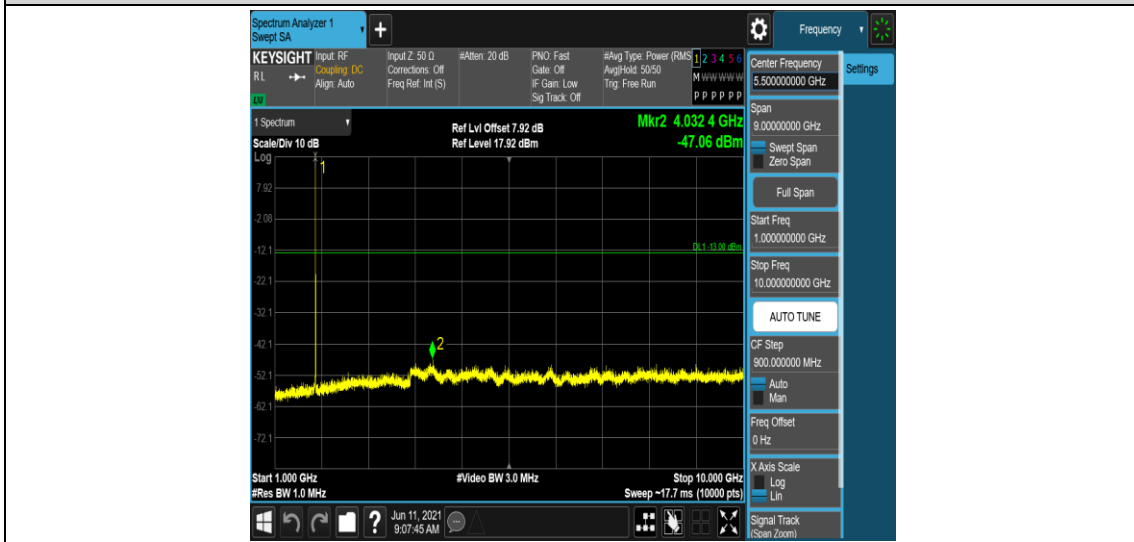 Spectrum Analyzer 1
Swept SA
+
Frequency
KEYSIGHT
RL
LXI
Input: RF
Coupling: DC
Align: Auto
Input Z: 50 Ω
Corrections: Off
Freq Ref: Int (S)
#Atten: 20 dB
PNO: Fast
Gate: Off
IF Gain: Low
Sig Track: Off
#Avg Type: Power (RMS
Avg|Hold: 50/50
Trig: Free Run
1 2 3 4 5 6
M W W W W W
P P P P P P
Center Frequency
5.500000000 GHz
Settings
Span
9.00000000 GHz
Swept Span
Zero Span
Full Span
Start Freq
1.000000000 GHz
Stop Freq
10.000000000 GHz
AUTO TUNE
CF Step
900.000000 MHz
Auto
Man
Freq Offset
0 Hz
X Axis Scale
Log
Lin
Signal Track
(Span Zoom)
1 Spectrum
Scale/Div 10 dB
Log
Ref Lvl Offset 7.92 dB
Ref Level 17.92 dBm
Mkr2 4.032 4 GHz
-47.06 dBm
1
7.92
-2.08
-12.1
DL1 -13.00 dBm
-22.1
-32.1
-42.1
2
-52.1
-62.1
-72.1
Start 1.000 GHz
#Res BW 1.0 MHz
#Video BW 3.0 MHz
Stop 10.000 GHz
Sweep ~17.7 ms (10000 pts)
?
Jun 11, 2021
9:07:45 AM